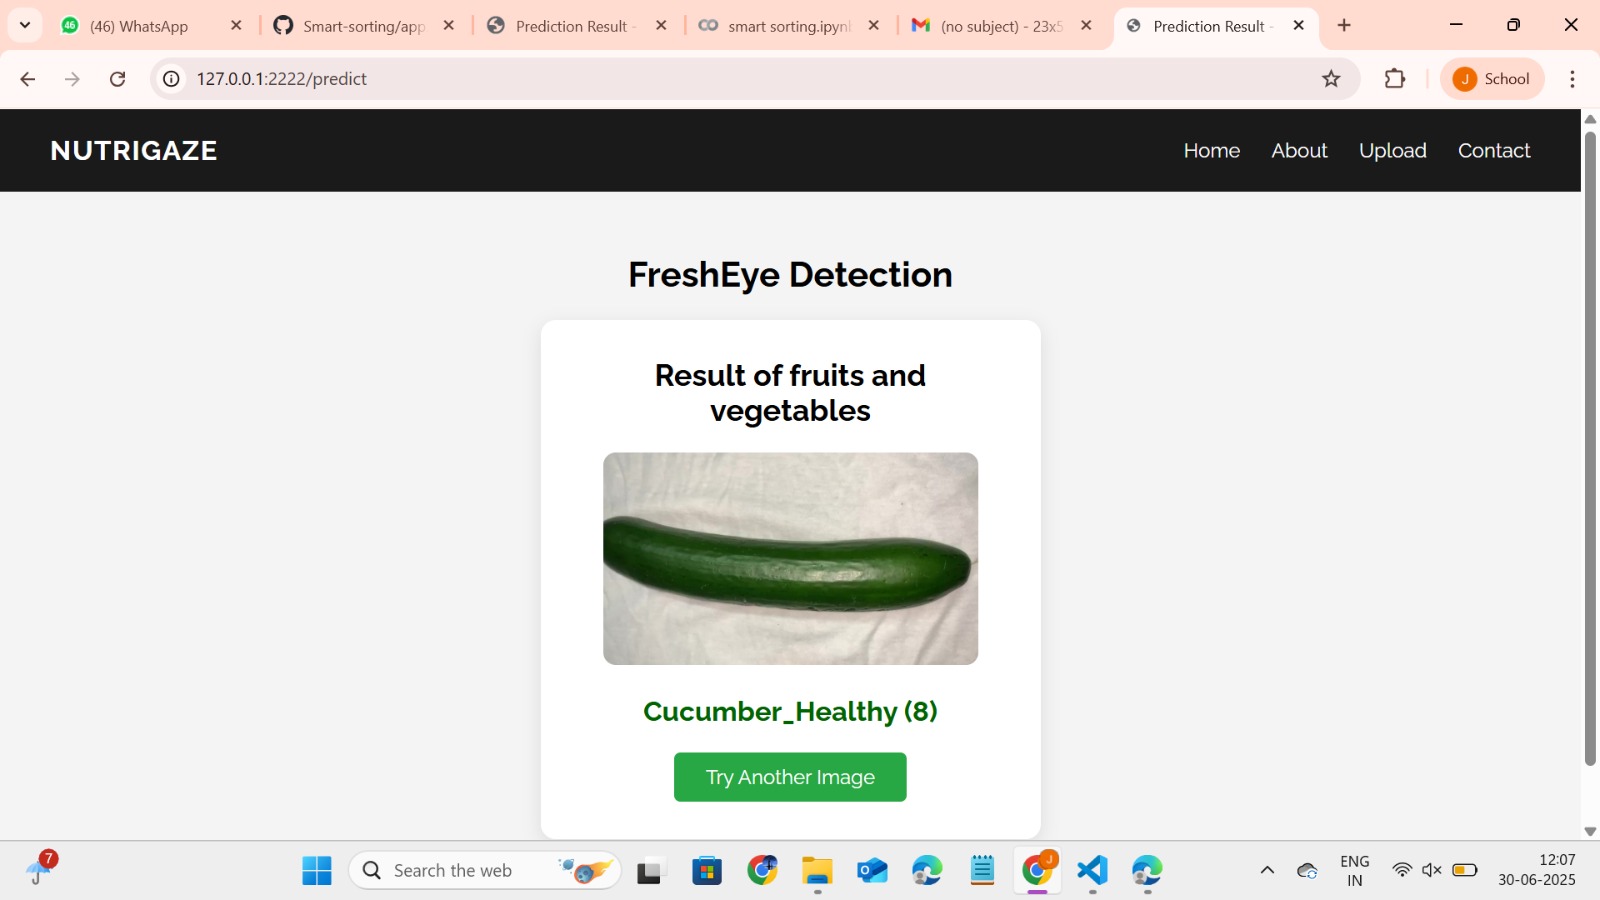 46
(46) WhatsApp
Smart-sorting/app
Prediction Result -
smart sorting.ipyn
(no subject) - 23x5
Prediction Result -
127.0.0.1:2222/predict
J
School
NUTRIGAZE
Home
About
Upload
Contact
FreshEye Detection
Result of fruits and
vegetables
Cucumber_Healthy (8)
Try Another Image
7
Search the web
J
ENG
IN
12:07
30-06-2025